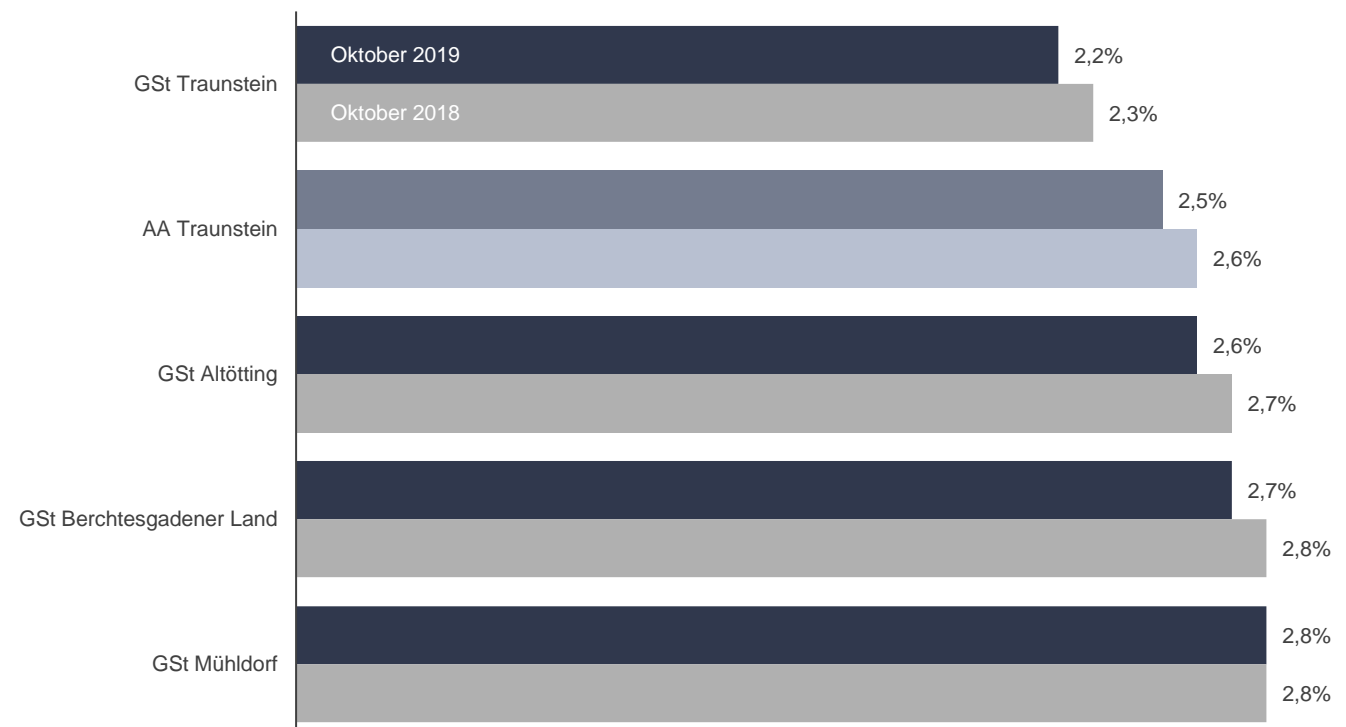 Oktober 2019
2,2%
GSt Traunstein
Oktober 2018
2,3%
2,5%
AA Traunstein
2,6%
2,6%
GSt Altötting
2,7%
2,7%
GSt Berchtesgadener Land
2,8%
2,8%
GSt Mühldorf
2,8%